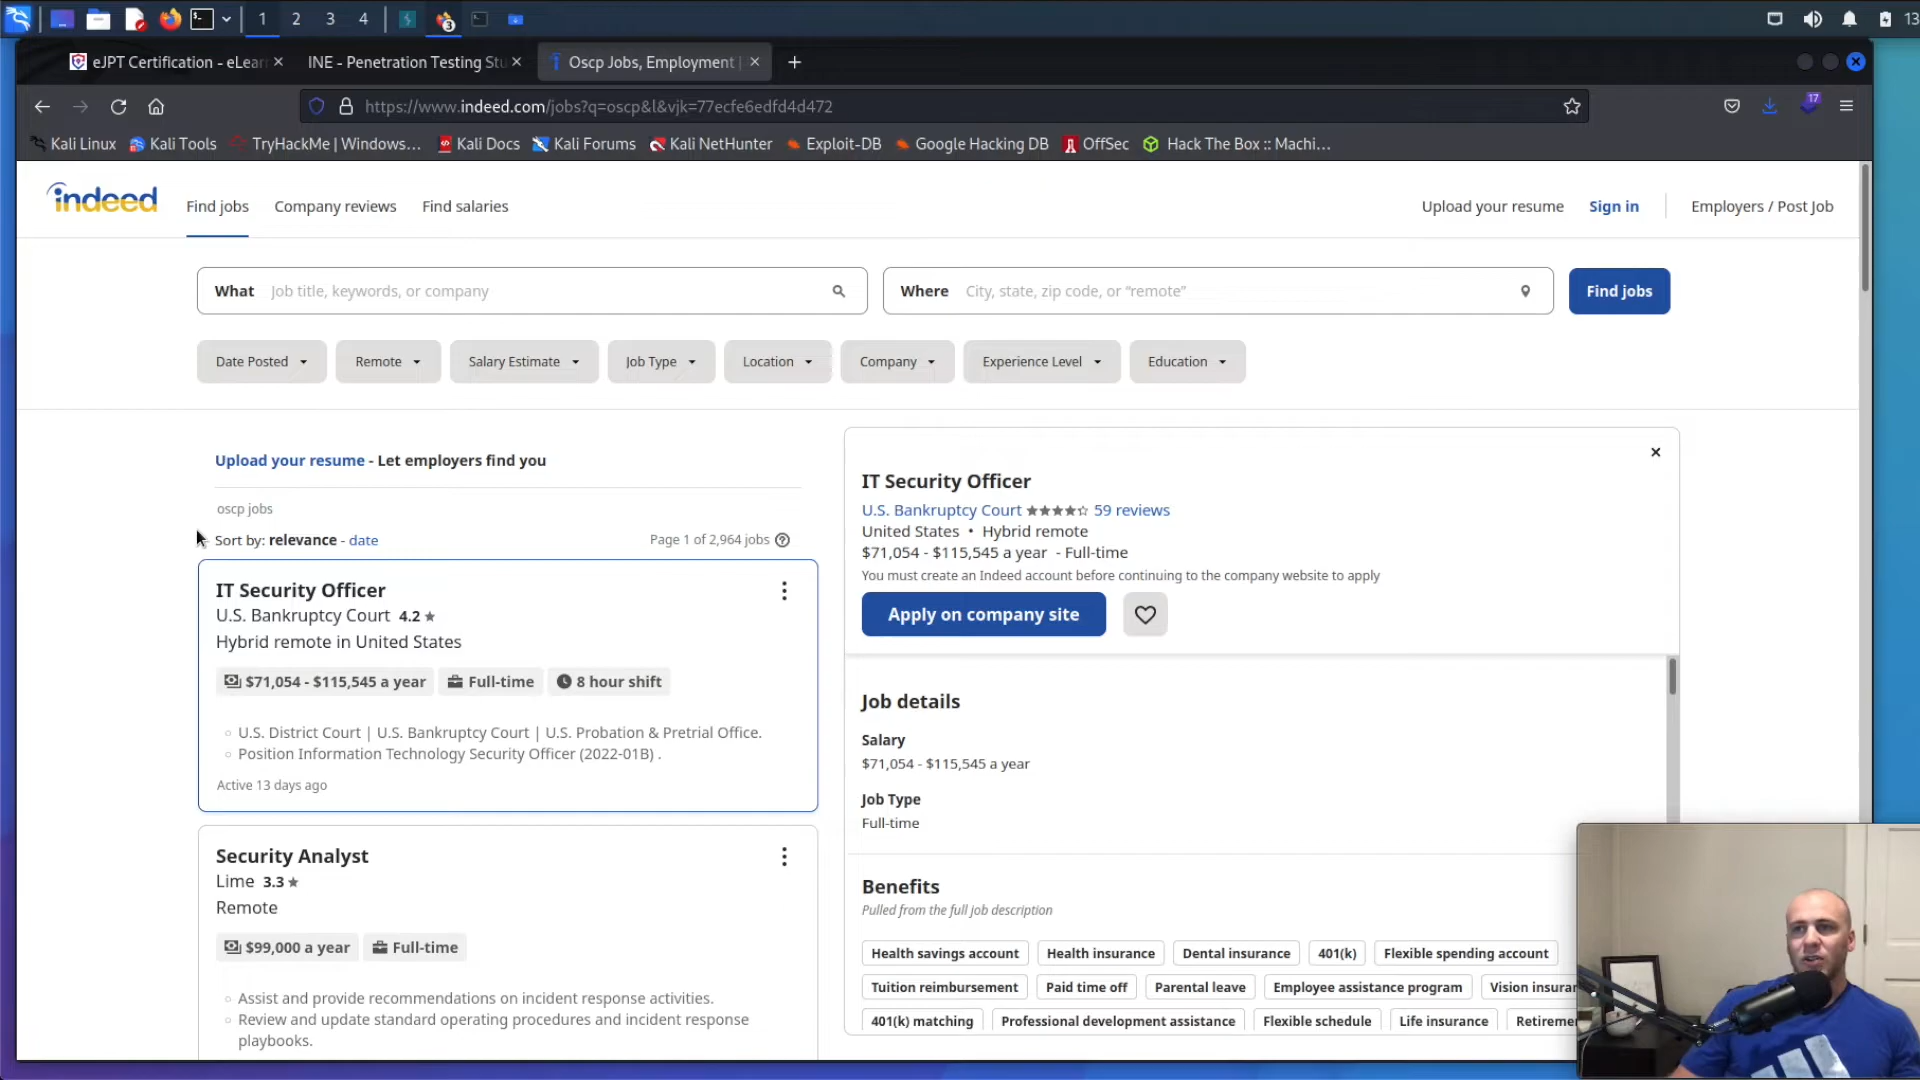 1 2 3 4 3 13
eJPT Certification - eLear
INE - Penetration Testing Stu
Oscp Jobs, Employment |
https://www.indeed.com/jobs?q=oscp&l&vjk=77ecfe6edfd4d472
17
Kali Linux Kali Tools TryHackMe | Windows... Kali Docs Kali Forums Kali NetHunter Exploit-DB Google Hacking DB OffSec Hack The Box :: Machi...
indeed Find jobs Company reviews Find salaries Upload your resume Sign in Employers / Post Job
What Job title, keywords, or company Where City, state, zip code, or “remote” Find jobs
Date Posted Remote Salary Estimate Job Type Location Company Experience Level Education
Upload your resume - Let employers find you
oscp jobs
Sort by: relevance - date Page 1 of 2,964 jobs
IT Security Officer
U.S. Bankruptcy Court 4.2
Hybrid remote in United States
$71,054 - $115,545 a year Full-time 8 hour shift
U.S. District Court | U.S. Bankruptcy Court | U.S. Probation & Pretrial Office.
Position Information Technology Security Officer (2022-01B) .
Active 13 days ago
Security Analyst
Lime 3.3
Remote
$99,000 a year Full-time
Assist and provide recommendations on incident response activities.
Review and update standard operating procedures and incident response
playbooks.
IT Security Officer
U.S. Bankruptcy Court 59 reviews
United States • Hybrid remote
$71,054 - $115,545 a year - Full-time
You must create an Indeed account before continuing to the company website to apply
Apply on company site
Job details
Salary
$71,054 - $115,545 a year
Job Type
Full-time
Benefits
Pulled from the full job description
Health savings account Health insurance Dental insurance 401(k) Flexible spending account
Tuition reimbursement Paid time off Parental leave Employee assistance program Vision insuran
401(k) matching Professional development assistance Flexible schedule Life insurance Retireme